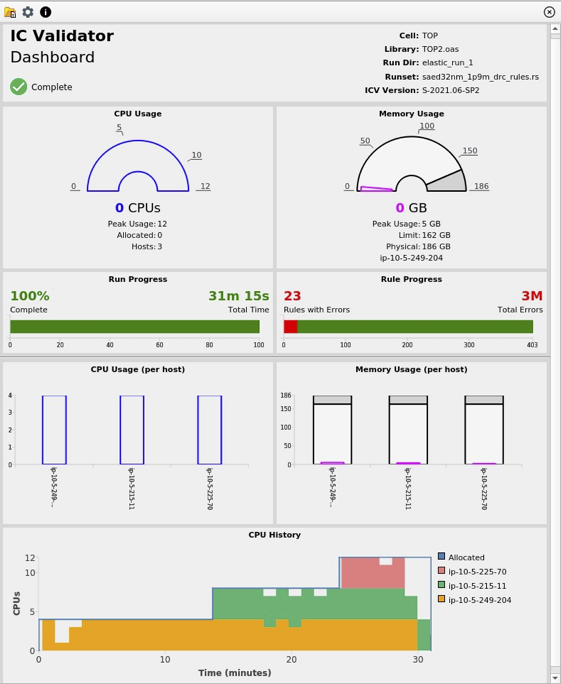 IC Validator
Dashboard
Complete
Cell: TOP
Library: TOP2.oas
Run Dir: elastic_run_1
Runset: saed32nm_1p9m_drc_rules.rs
ICV Version: S-2021.06-SP2
CPU Usage
0
5
10
12
0 CPUs
Peak Usage: 12
Allocated: 0
Hosts: 3
Memory Usage
0
50
100
150
186
0 GB
Peak Usage: 5 GB
Limit: 162 GB
Physical: 186 GB
ip-10-5-249-204
Run Progress
100%
31m 15s
Complete
Total Time
0 20 40 60 80 100
Rule Progress
23
3M
Rules with Errors
Total Errors
0 100 200 300 403
CPU Usage (per host)
4
3
2
1
0
ip-10-5-249-...
ip-10-5-215-11
ip-10-5-225-70
Memory Usage (per host)
186
150
100
50
0
ip-10-5-249-...
ip-10-5-215-11
ip-10-5-225-70
CPU History
CPUs
12
10
5
0
0 10 20 30
Time (minutes)
Allocated
ip-10-5-225-70
ip-10-5-215-11
ip-10-5-249-204